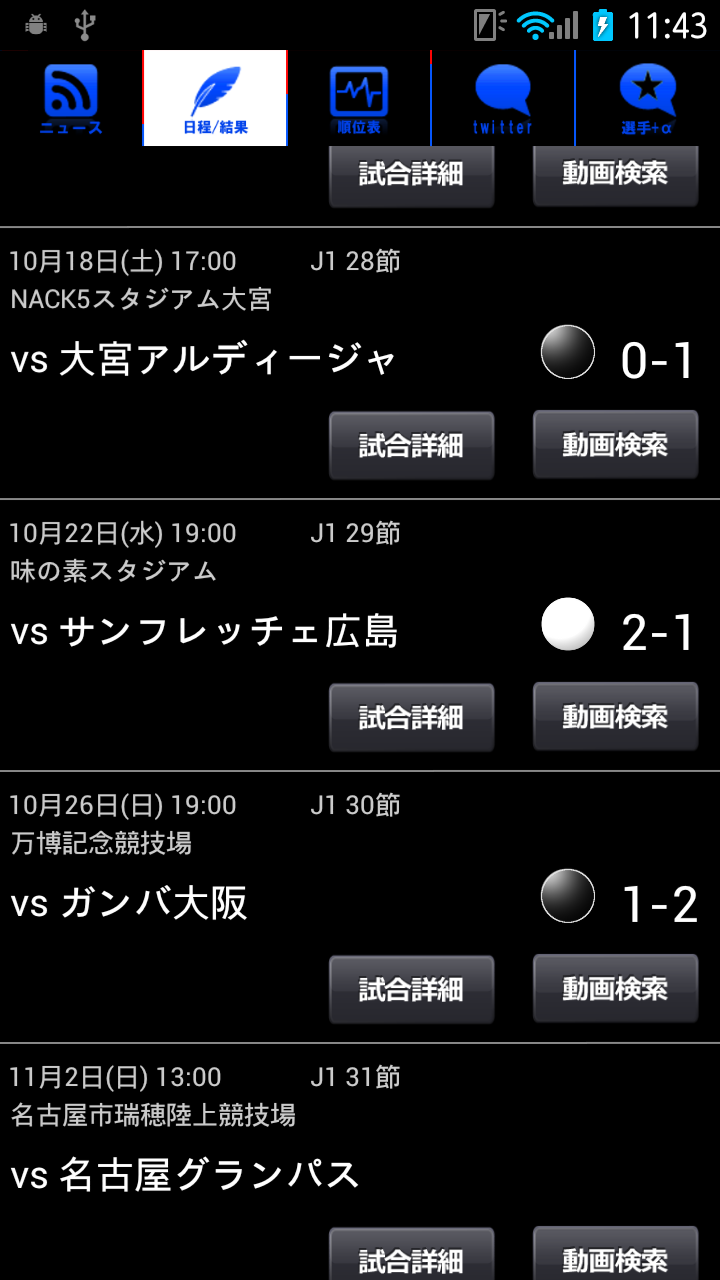 11:43
ニュース
日程/結果
順位表
twitter
選手+α
試合詳細 動画検索
10月18日(土) 17:00 J1 28節
NACK5スタジアム大宮
vs 大宮アルディージャ 0-1
試合詳細 動画検索
10月22日(水) 19:00 J1 29節
味の素スタジアム
vs サンフレッチェ広島 2-1
試合詳細 動画検索
10月26日(日) 19:00 J1 30節
万博記念競技場
vs ガンバ大阪 1-2
試合詳細 動画検索
11月2日(日) 13:00 J1 31節
名古屋市瑞穂陸上競技場
vs 名古屋グランパス
試合詳細 動画検索